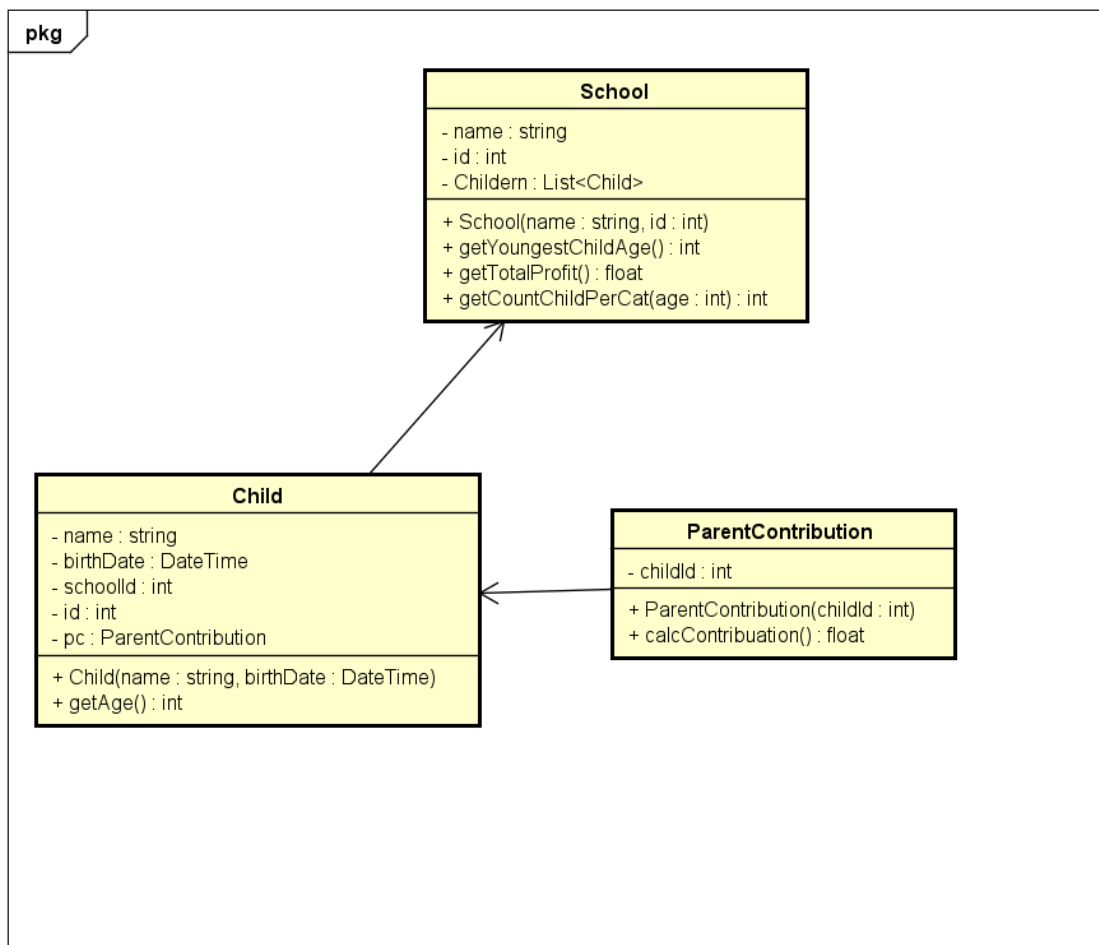 pkg
School
- name : string
- id : int
- Childern : List<Child>
+ School(name : string, id : int)
+ getYoungestChildAge() : int
+ getTotalProfit() : float
+ getCountChildPerCat(age : int) : int
Child
- name : string
- birthDate : DateTime
- schoolId : int
- id : int
- pc : ParentContribution
+ Child(name : string, birthDate : DateTime)
+ getAge() : int
ParentContribution
- childId : int
+ ParentContribution(childId : int)
+ calcContribuation() : float